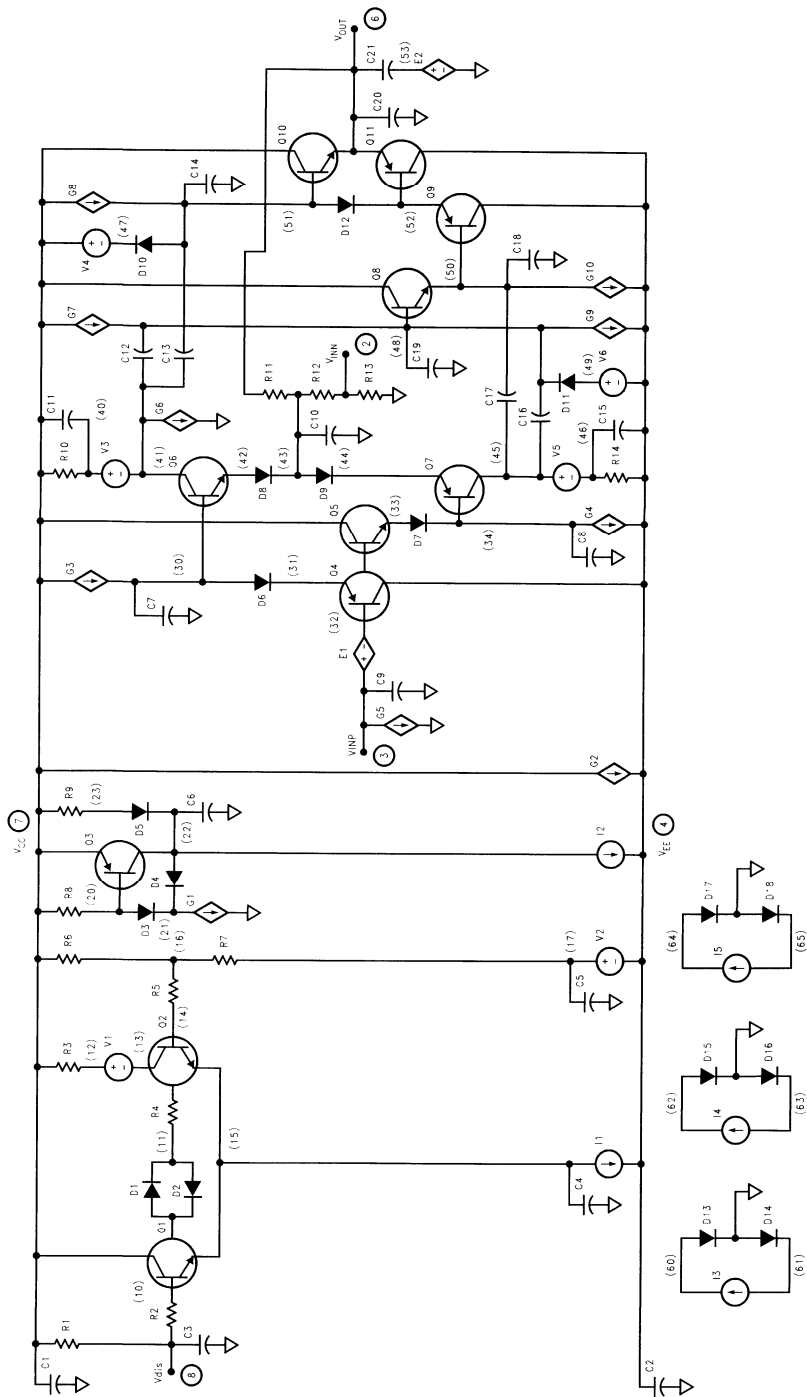 C1
R1
Vdis
8
R2
C3
(10)
Q1
D1
D2
(11)
R4
R3
(12)
V1
(13)
Q2
(14)
R5
(15)
C4
I1
R6
(16)
R7
(17)
C5
V2
VCC
7
R8
(20)
D3
(21)
G1
Q3
D4
(22)
R9
(23)
D5
C6
I2
VEE
4
G2
VINP
3
G5
C9
E1
(32)
Q4
G3
C7
(30)
D6
(31)
Q5
(33)
D7
(34)
C8
G4
R10
C11
(40)
V3
(41)
G6
Q6
(42)
D8
(43)
D9
(44)
C10
Q7
(45)
V5
(46)
R14
C15
R11
R12
R13
VINN
2
G7
C12
C13
V4
(47)
D10
G8
C14
Q8
(48)
C19
C17
C16
D11
(49)
V6
G9
G10
C18
(50)
Q9
(51)
D12
(52)
Q10
Q11
C20
C21
(53)
E2
VOUT
6
C2
(60)
I3
D13
D14
(61)
(62)
I4
D15
D16
(63)
(64)
I5
D17
D18
(65)
C5